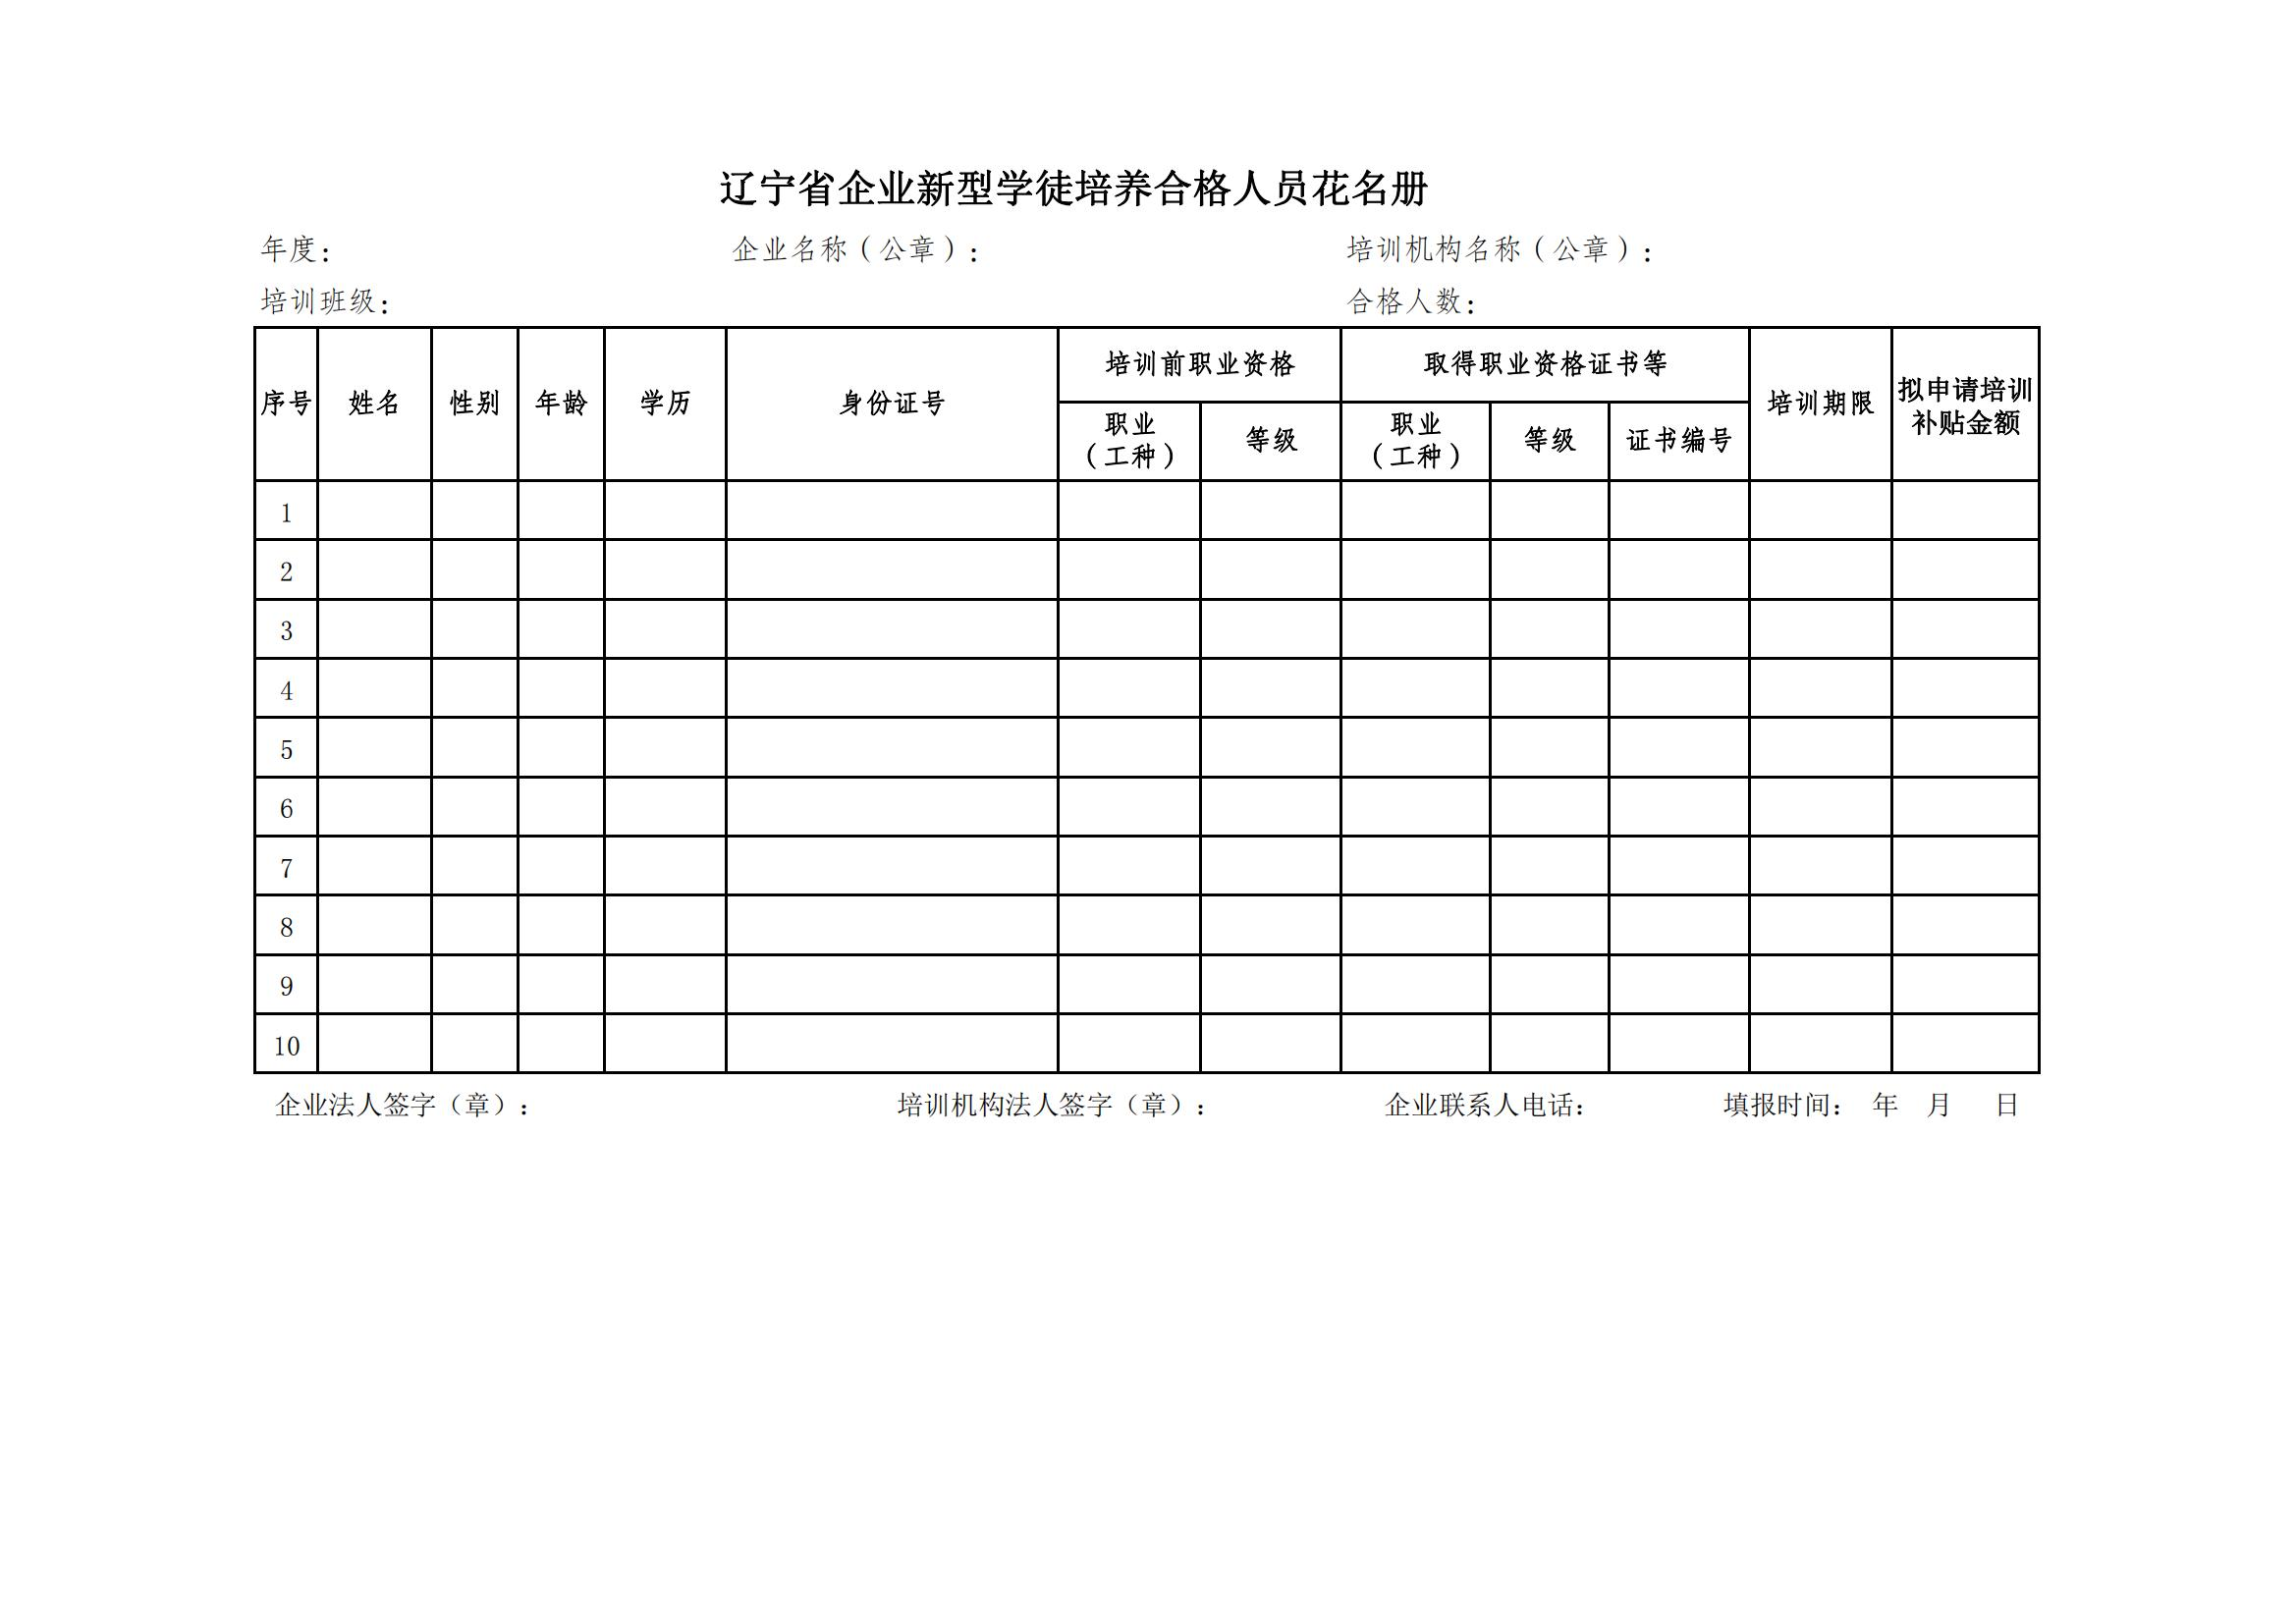 辽宁省企业新型学徒培养合格人员花名册
年度： 企业名称（公章）： 培训机构名称（公章）：
培训班级： 合格人数：
序号 姓名 性别 年龄 学历 身份证号 培训前职业资格 取得职业资格证书等 培训期限 拟申请培训补贴金额
职业（工种） 等级 职业（工种） 等级 证书编号
1
2
3
4
5
6
7
8
9
10
企业法人签字（章）： 培训机构法人签字（章）： 企业联系人电话： 填报时间： 年 月 日